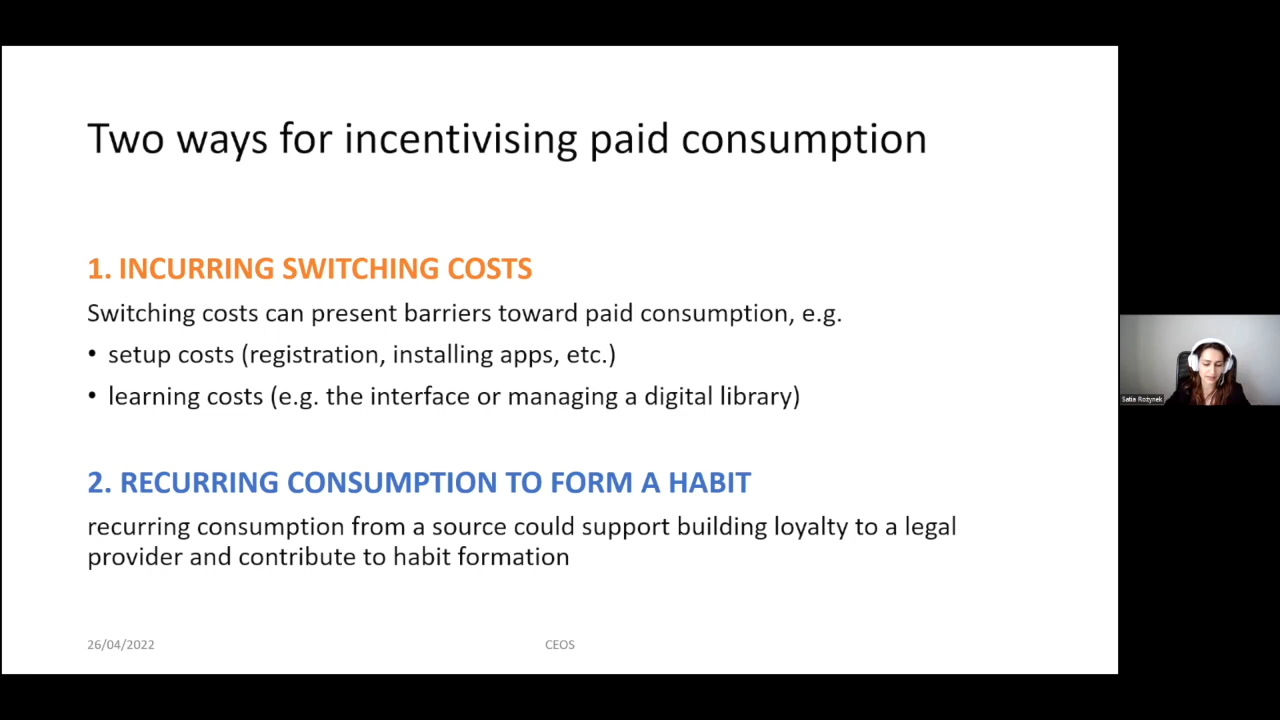 Two ways for incentivising paid consumption
1. INCURRING SWITCHING COSTS
Switching costs can present barriers toward paid consumption, e.g.
• setup costs (registration, installing apps, etc.)
• learning costs (e.g. the interface or managing a digital library)
2. RECURRING CONSUMPTION TO FORM A HABIT
recurring consumption from a source could support building loyalty to a legal
provider and contribute to habit formation
26/04/2022
CEOS
Satia Rożynek